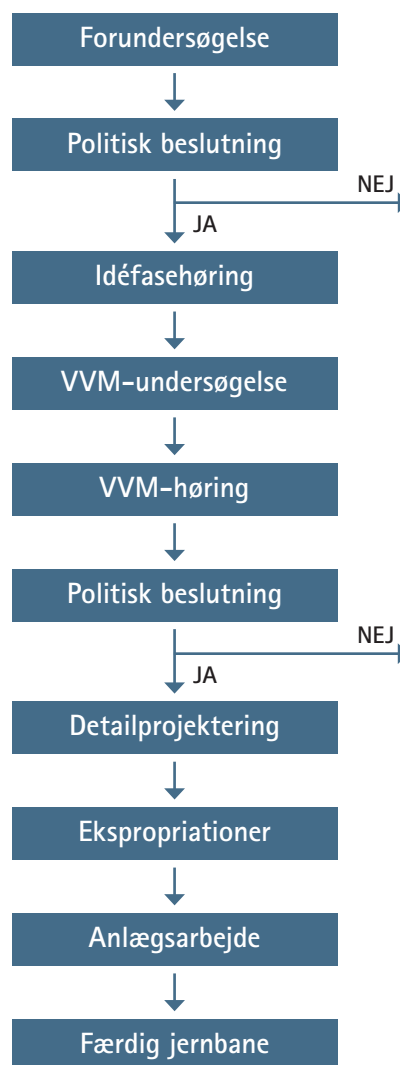 Forundersøgelse
Politisk beslutning
NEJ
JA
Idéfasehøring
VVM-undersøgelse
VVM-høring
Politisk beslutning
NEJ
JA
Detailprojektering
Ekspropriationer
Anlægsarbejde
Færdig jernbane